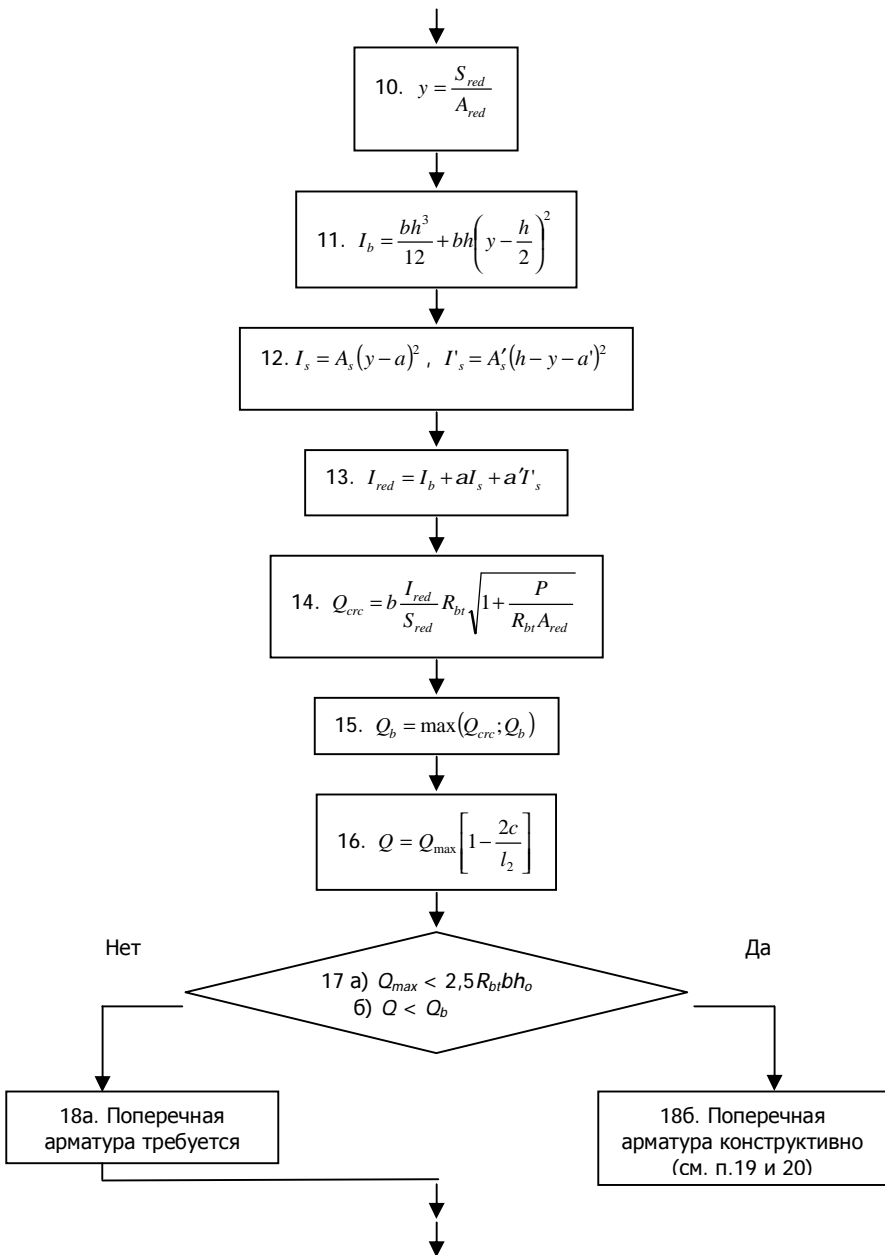 10. y = S_red / A_red
11. I_b = bh³/12 + bh(y − h/2)²
12. I_s = A_s(y − a)² , I'_s = A'_s(h − y − a')²
13. I_red = I_b + aI_s + a'I'_s
14. Q_crc = b I_red/S_red R_bt √(1 + P/(R_bt A_red))
15. Q_b = max(Q_crc; Q_b)
16. Q = Q_max[1 − 2c/l_2]
Нет
Да
17 а) Q_max < 2,5R_bt bh_o
б) Q < Q_b
18а. Поперечная
арматура требуется
18б. Поперечная
арматура конструктивно
(см. п.19 и 20)